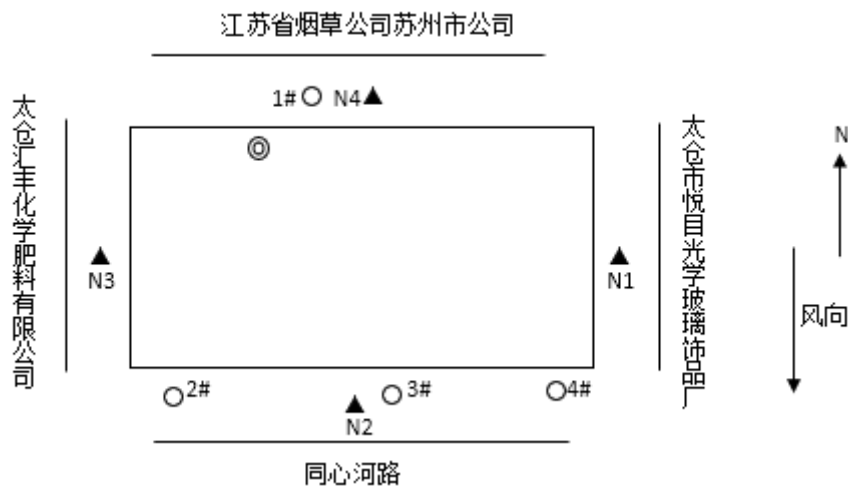 江苏省烟草公司苏州市公司
1# N4
太仓汇丰化学肥料有限公司
太仓市悦目光学玻璃饰品厂
N
N3
N1
风向
2#
3#
4#
N2
同心河路